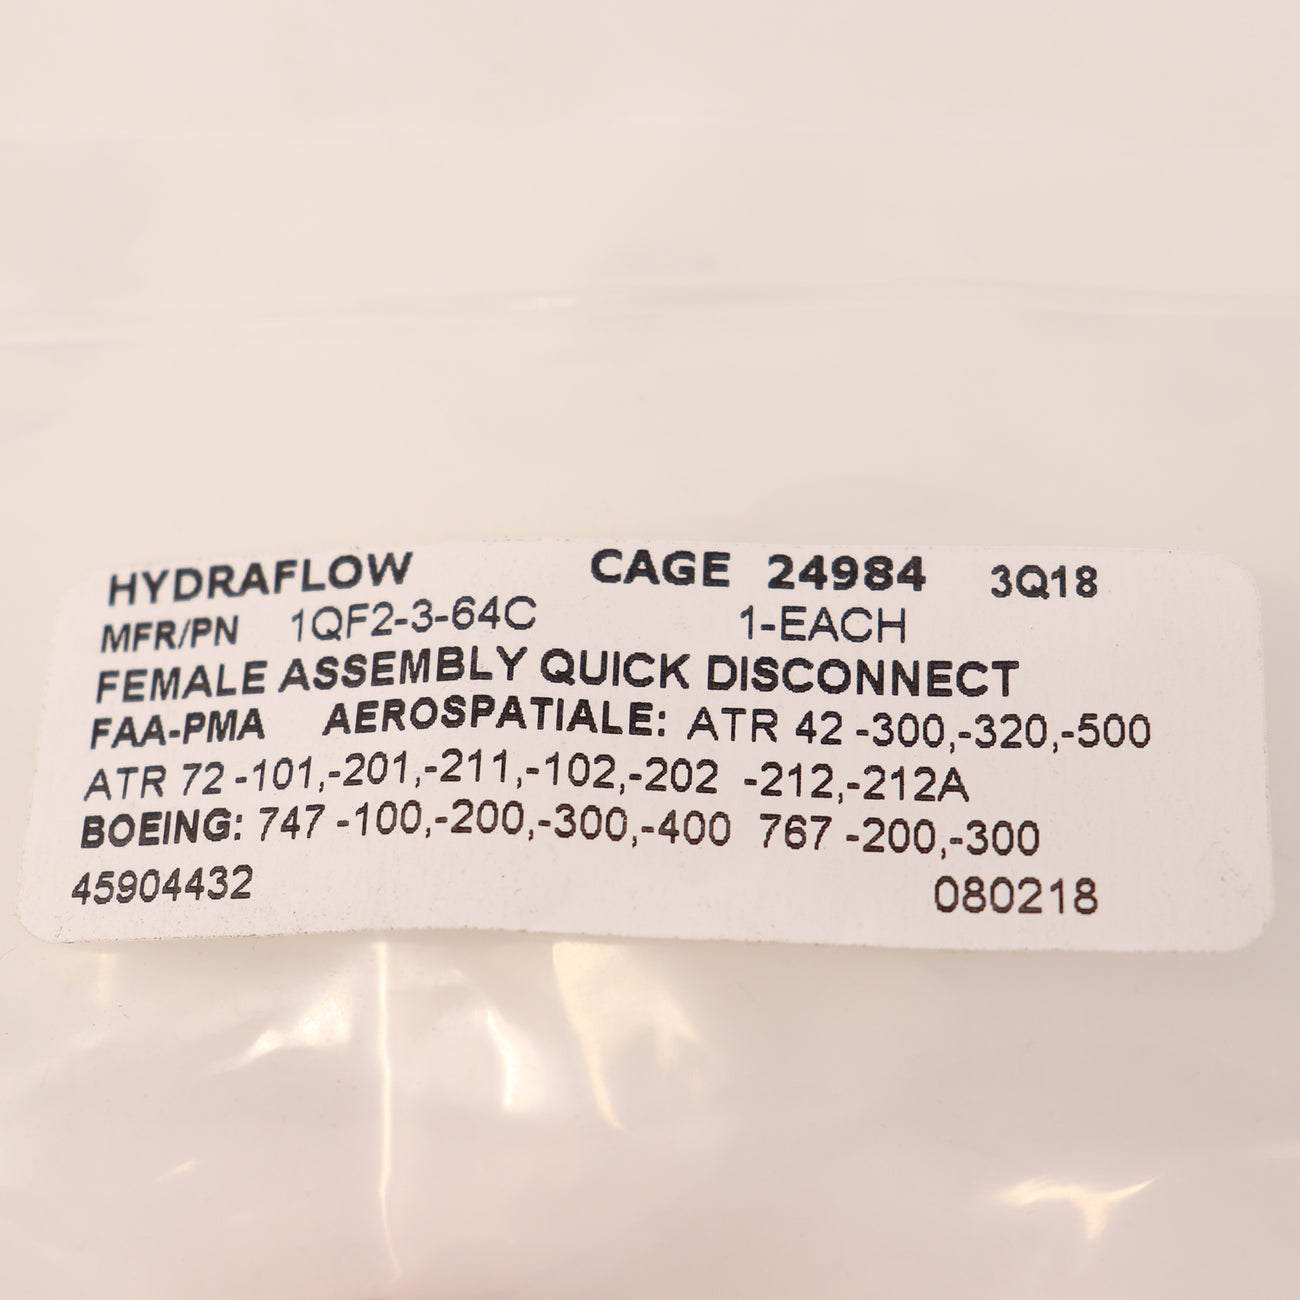 HYDRAFLOW CAGE 24984 3Q18
MFR/PN 1QF2-3-64C 1-EACH
FEMALE ASSEMBLY QUICK DISCONNECT
FAA-PMA AEROSPATIALE: ATR 42 -300,-320,-500
ATR 72 -101,-201,-211,-102,-202 -212,-212A
BOEING: 747 -100,-200,-300,-400 767 -200,-300
45904432 080218